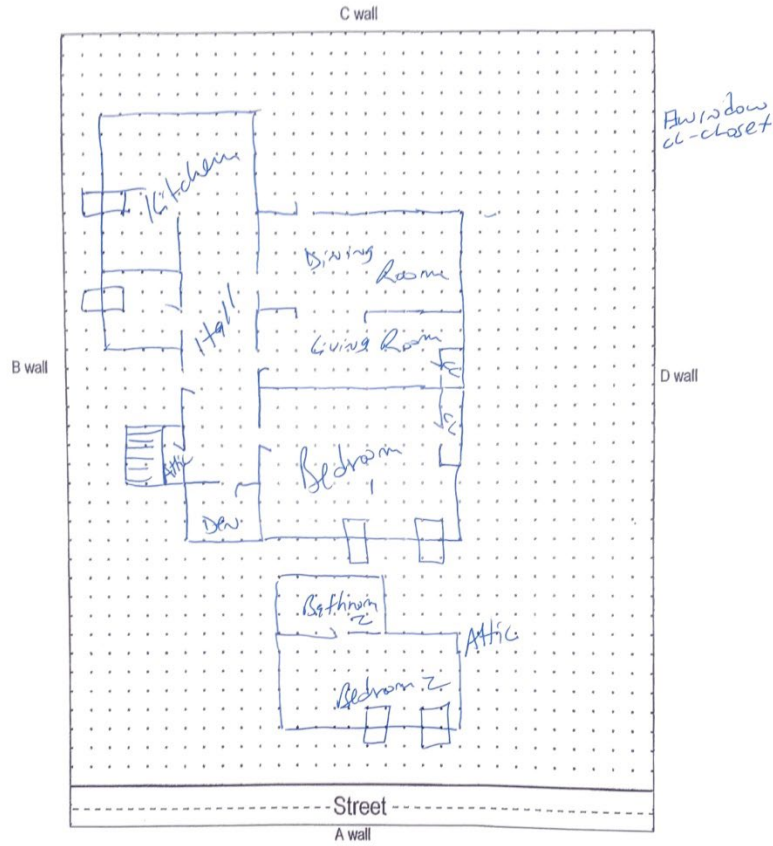 C wall
window
cl-closet
Kitchen
Dining
Room
Hall
Living Room
CL
B wall
D wall
CL
Bedroom
1
Attic
Den
Bathroom
2
Attic
Bedroom 2
Street
A wall